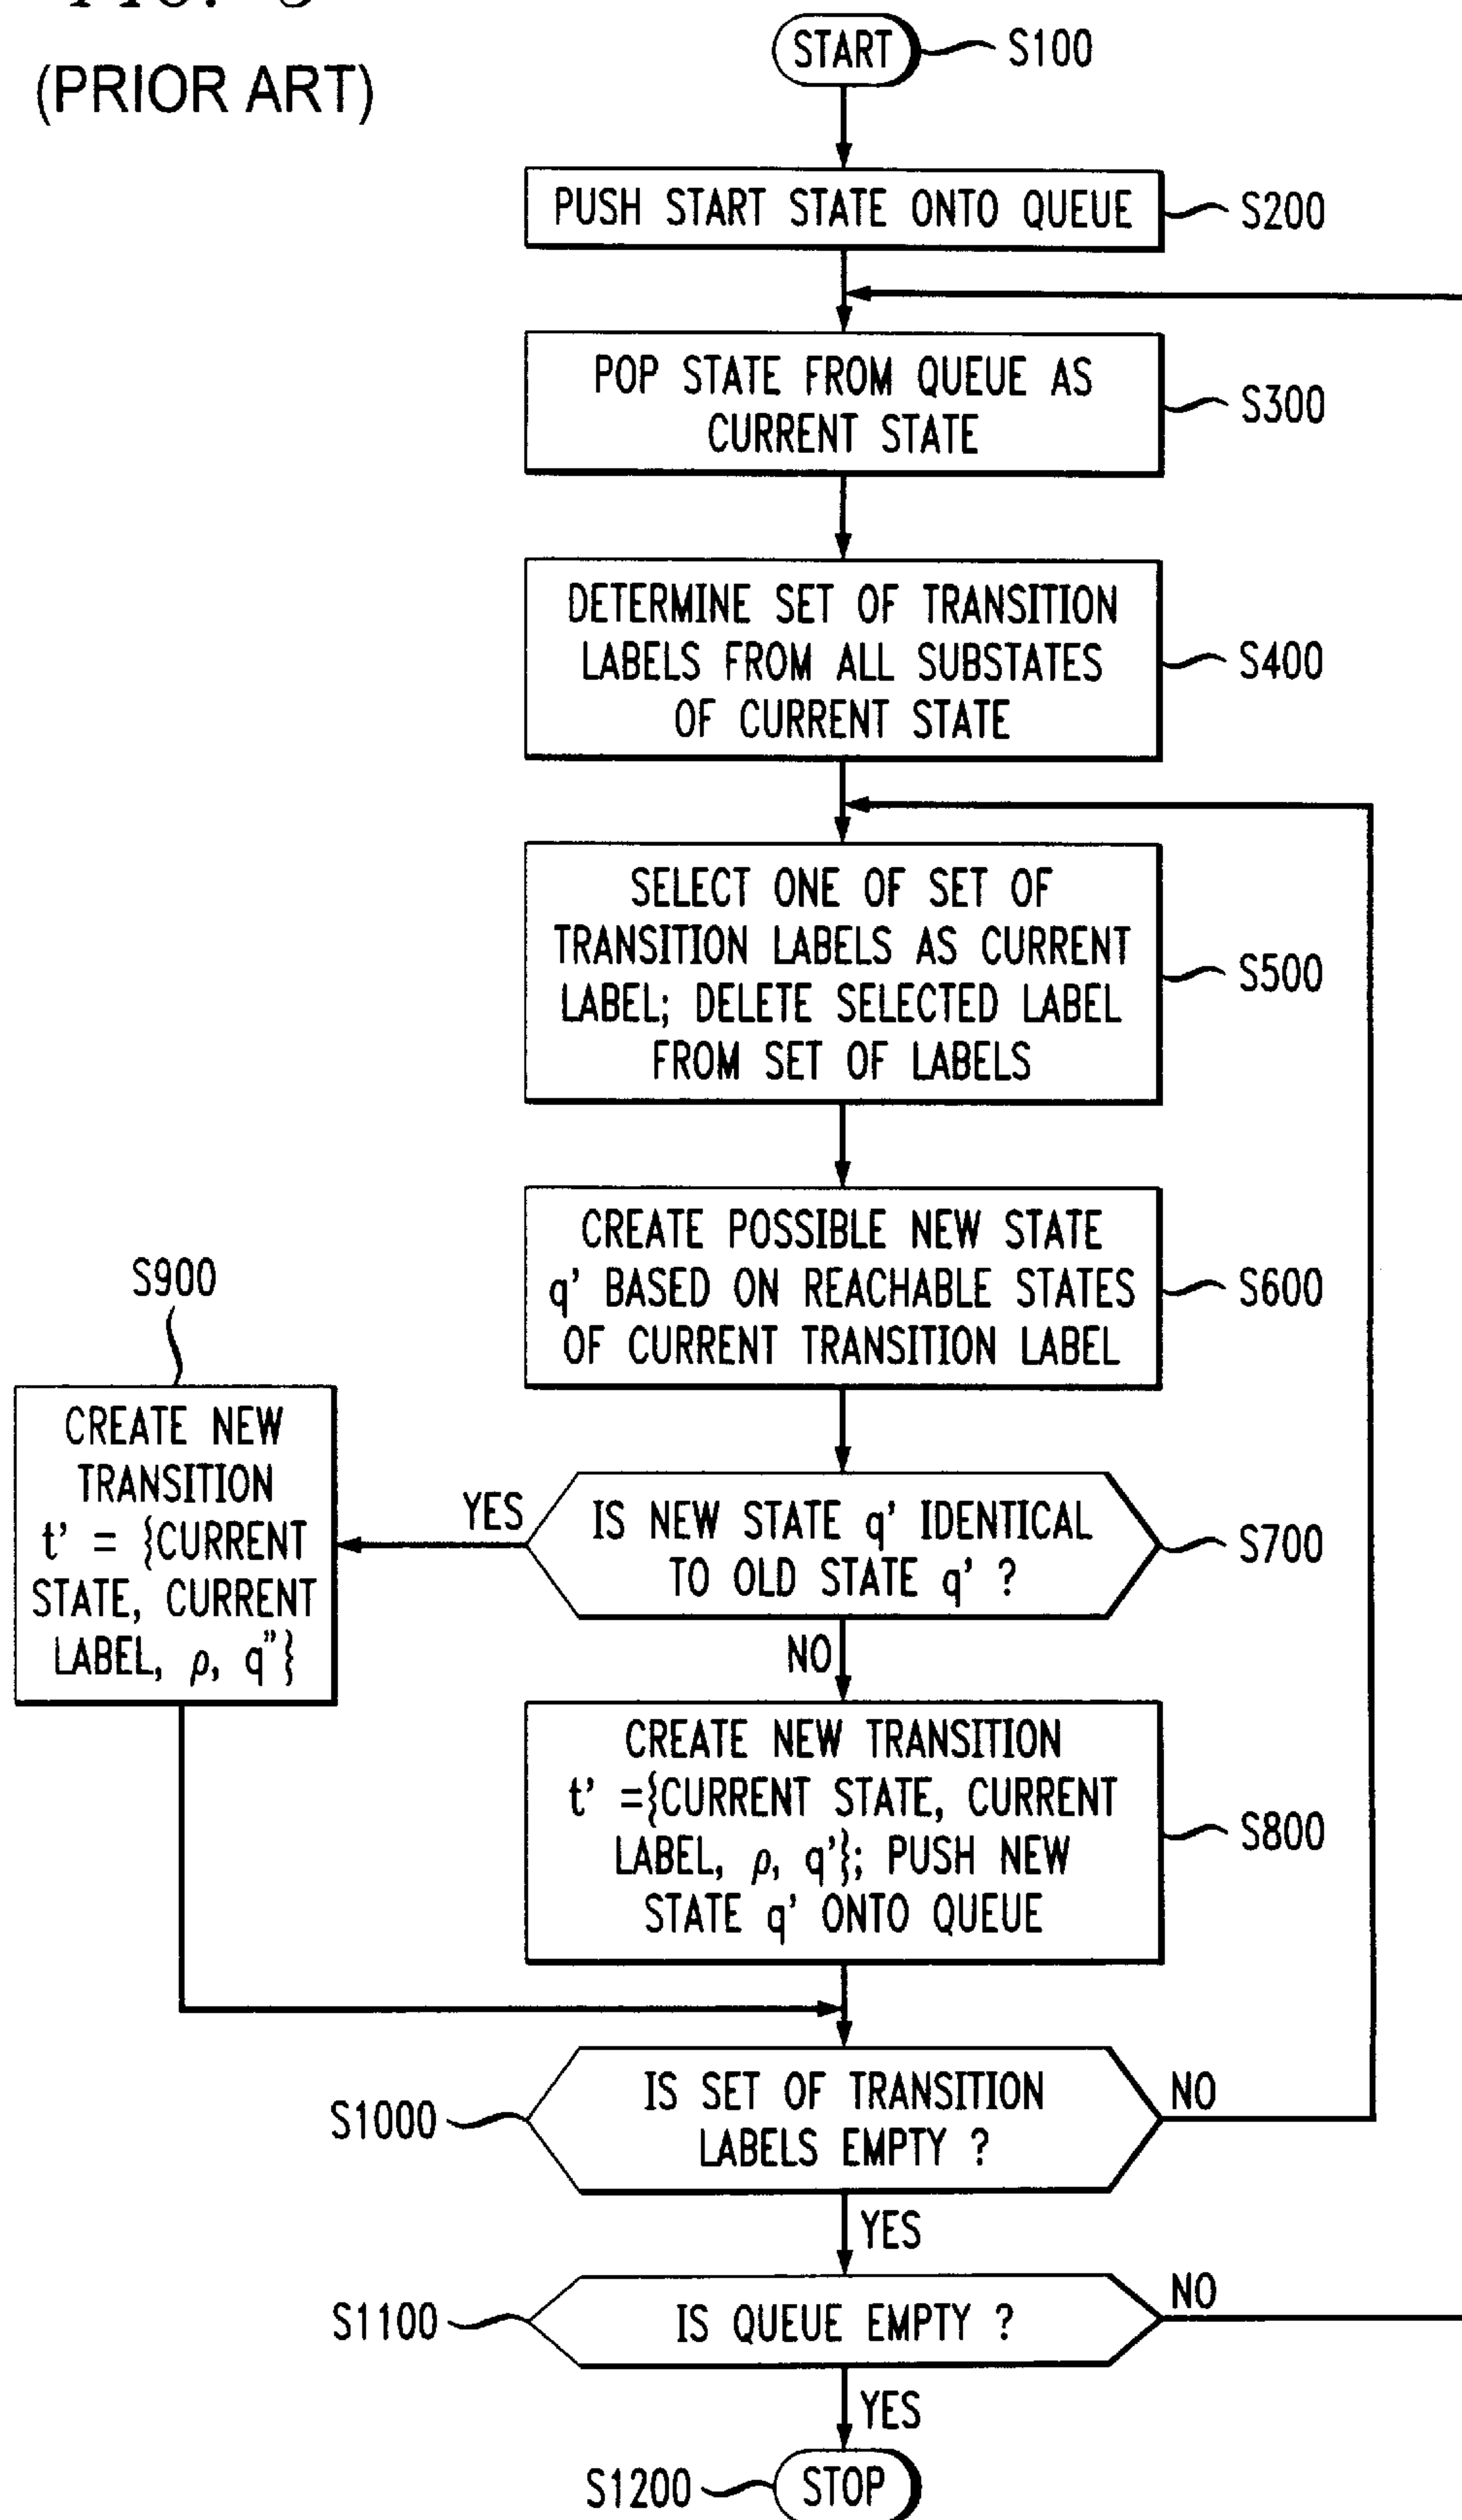 (PRIOR ART)
START
S100
PUSH START STATE ONTO QUEUE
S200
POP STATE FROM QUEUE AS
CURRENT STATE
S300
DETERMINE SET OF TRANSITION
LABELS FROM ALL SUBSTATES
OF CURRENT STATE
S400
SELECT ONE OF SET OF
TRANSITION LABELS AS CURRENT
LABEL; DELETE SELECTED LABEL
FROM SET OF LABELS
S500
CREATE POSSIBLE NEW STATE
q' BASED ON REACHABLE STATES
OF CURRENT TRANSITION LABEL
S600
S900
CREATE NEW
TRANSITION
t' = {CURRENT
STATE, CURRENT
LABEL, ρ, q"}
YES
IS NEW STATE q' IDENTICAL
TO OLD STATE q' ?
S700
NO
CREATE NEW TRANSITION
t' ={CURRENT STATE, CURRENT
LABEL, ρ, q'}; PUSH NEW
STATE q' ONTO QUEUE
S800
S1000
IS SET OF TRANSITION
LABELS EMPTY ?
NO
YES
S1100
IS QUEUE EMPTY ?
NO
YES
S1200
STOP